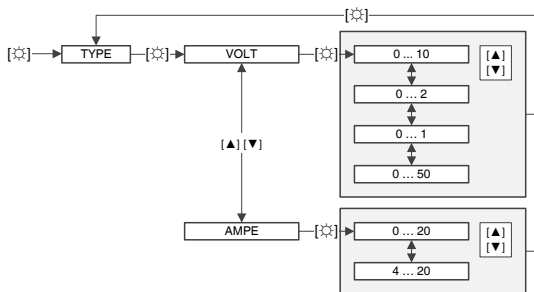 [☼]
[☼] TYPE [☼] VOLT [☼] 0 ... 10 [▲]
[▼]
0 ... 2
0 ... 1
[▲] [▼]
0 ... 50
AMPE [☼] 0 ... 20 [▲]
[▼]
4 ... 20